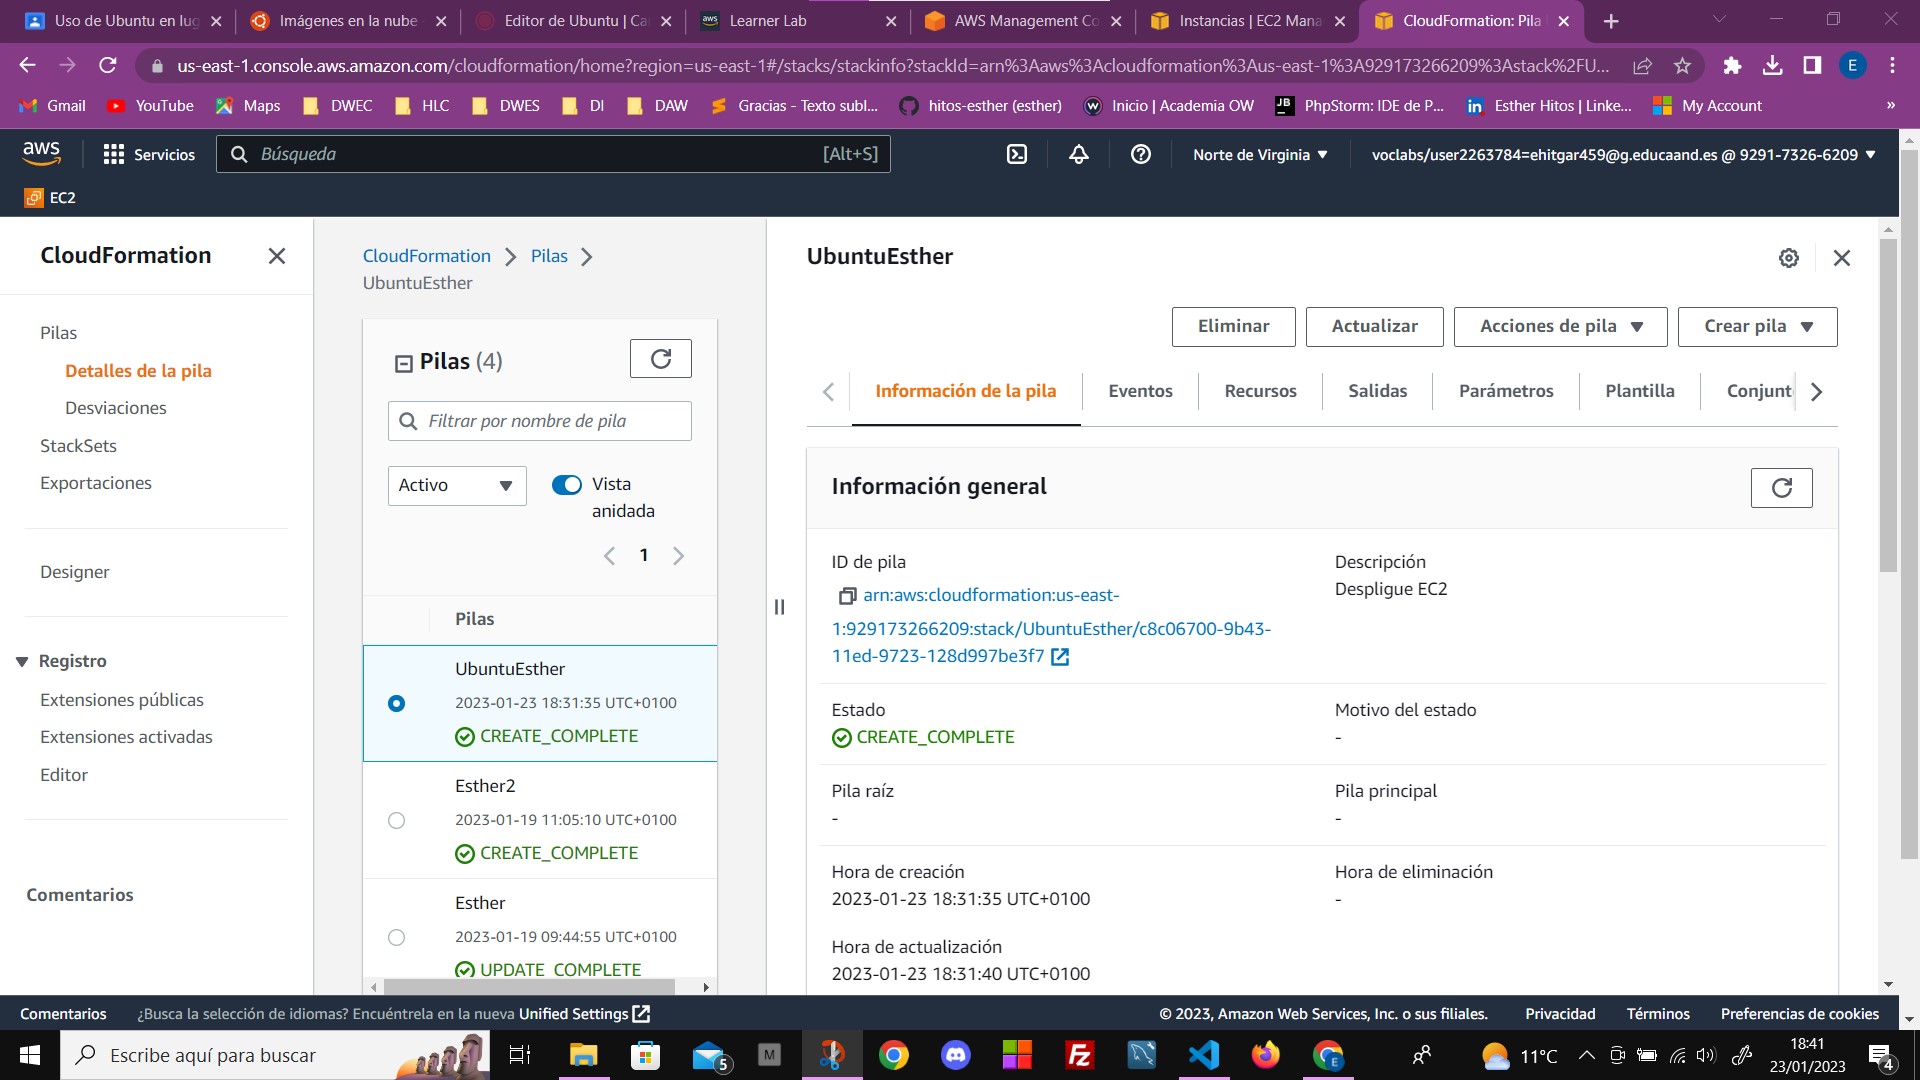 Uso de Ubuntu en lug
Imágenes en la nube
Editor de Ubuntu | Ca
Learner Lab
AWS Management Co
Instancias | EC2 Mana
CloudFormation: Pila
us-east-1.console.aws.amazon.com/cloudformation/home?region=us-east-1#/stacks/stackinfo?stackId=arn%3Aaws%3Acloudformation%3Aus-east-1%3A929173266209%3Astack%2FU...
E
Gmail
YouTube
Maps
DWEC
HLC
DWES
DI
DAW
Gracias - Texto subl...
hitos-esther (esther)
Inicio | Academia OW
PhpStorm: IDE de P...
Esther Hitos | Linke...
My Account
»
aws
Servicios
Búsqueda
[Alt+S]
Norte de Virginia
voclabs/user2263784=ehitgar459@g.educaand.es @ 9291-7326-6209
EC2
CloudFormation
Pilas
Detalles de la pila
Desviaciones
StackSets
Exportaciones
Designer
Registro
Extensiones públicas
Extensiones activadas
Editor
Comentarios
CloudFormation
Pilas
UbuntuEsther
Pilas (4)
Filtrar por nombre de pila
Activo
Vista
anidada
1
Pilas
UbuntuEsther
2023-01-23 18:31:35 UTC+0100
CREATE_COMPLETE
Esther2
2023-01-19 11:05:10 UTC+0100
CREATE_COMPLETE
Esther
2023-01-19 09:44:55 UTC+0100
UPDATE_COMPLETE
UbuntuEsther
Eliminar
Actualizar
Acciones de pila
Crear pila
Información de la pila
Eventos
Recursos
Salidas
Parámetros
Plantilla
Conjunt
Información general
ID de pila
arn:aws:cloudformation:us-east-
1:929173266209:stack/UbuntuEsther/c8c06700-9b43-
11ed-9723-128d997be3f7
Descripción
Despligue EC2
Estado
CREATE_COMPLETE
Motivo del estado
-
Pila raíz
-
Pila principal
-
Hora de creación
2023-01-23 18:31:35 UTC+0100
Hora de eliminación
-
Hora de actualización
2023-01-23 18:31:40 UTC+0100
Comentarios
¿Busca la selección de idiomas? Encuéntrela en la nueva Unified Settings
© 2023, Amazon Web Services, Inc. o sus filiales.
Privacidad
Términos
Preferencias de cookies
Escribe aquí para buscar
5
M
11°C
18:41
23/01/2023
4